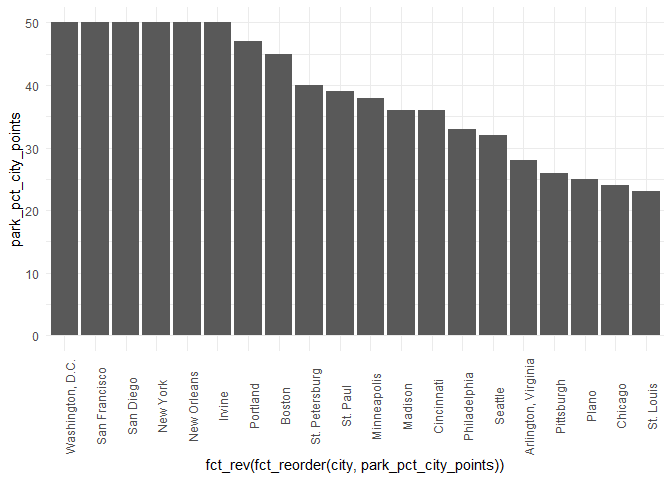 50
40
30
20
10
0
park_pct_city_points
Washington, D.C.
San Francisco
San Diego
New York
New Orleans
Irvine
Portland
Boston
St. Petersburg
St. Paul
Minneapolis
Madison
Cincinnati
Philadelphia
Seattle
Arlington, Virginia
Pittsburgh
Plano
Chicago
St. Louis
fct_rev(fct_reorder(city, park_pct_city_points))